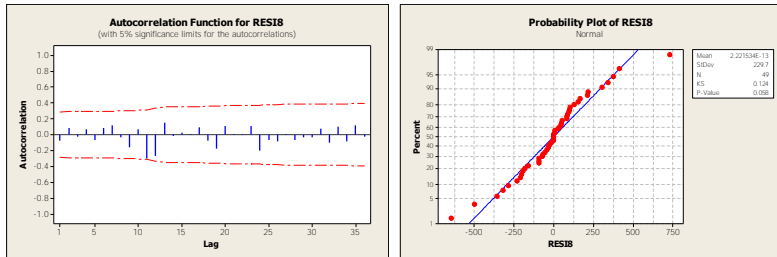 Autocorrelation Function for RESI8
(with 5% significance limits for the autocorrelations)
1.0
0.8
0.6
0.4
0.2
0.0
-0.2
-0.4
-0.6
-0.8
-1.0
Autocorrelation
1 5 10 15 20 25 30 35
Lag
Probability Plot of RESI8
Normal
99
95
90
80
70
60
50
40
30
20
10
5
1
Percent
-500 -250 0 250 500 750
RESI8
Mean 2.221534E-13
StDev 229.7
N 49
KS 0.124
P-Value 0.058